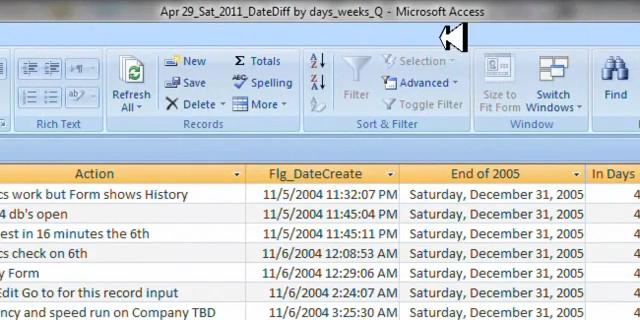 Apr 29_Sat_2011_DateDiff by days_weeks_Q - Microsoft Access
New Σ Totals Selection
Refresh All Save Spelling Filter Advanced Size to Fit Form Switch Windows Find
Delete More Toggle Filter
Rich Text Records Sort & Filter Window
Action Flg_DateCreate End of 2005 In Days
cs work but Form shows History 11/5/2004 11:32:07 PM Saturday, December 31, 2005 4
4 db's open 11/5/2004 11:45:04 PM Saturday, December 31, 2005 4
est in 16 minutes the 6th 11/5/2004 11:45:11 PM Saturday, December 31, 2005 4
cs check on 6th 11/6/2004 12:08:53 AM Saturday, December 31, 2005 4
y Form 11/6/2004 12:29:06 AM Saturday, December 31, 2005 4
Edit Go to for this record input 11/6/2004 2:24:07 AM Saturday, December 31, 2005 4
ncy and speed run on Company TBD 11/6/2004 3:25:30 AM Saturday, December 31, 2005 4